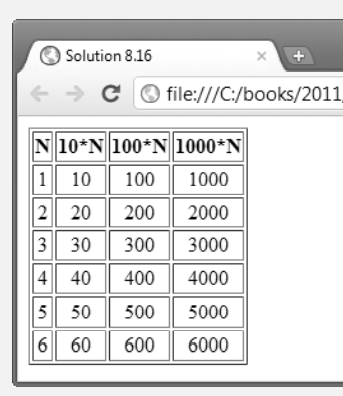 Solution 8.16
file:///C:/books/2011/
N 10*N 100*N 1000*N
1 10 100 1000
2 20 200 2000
3 30 300 3000
4 40 400 4000
5 50 500 5000
6 60 600 6000